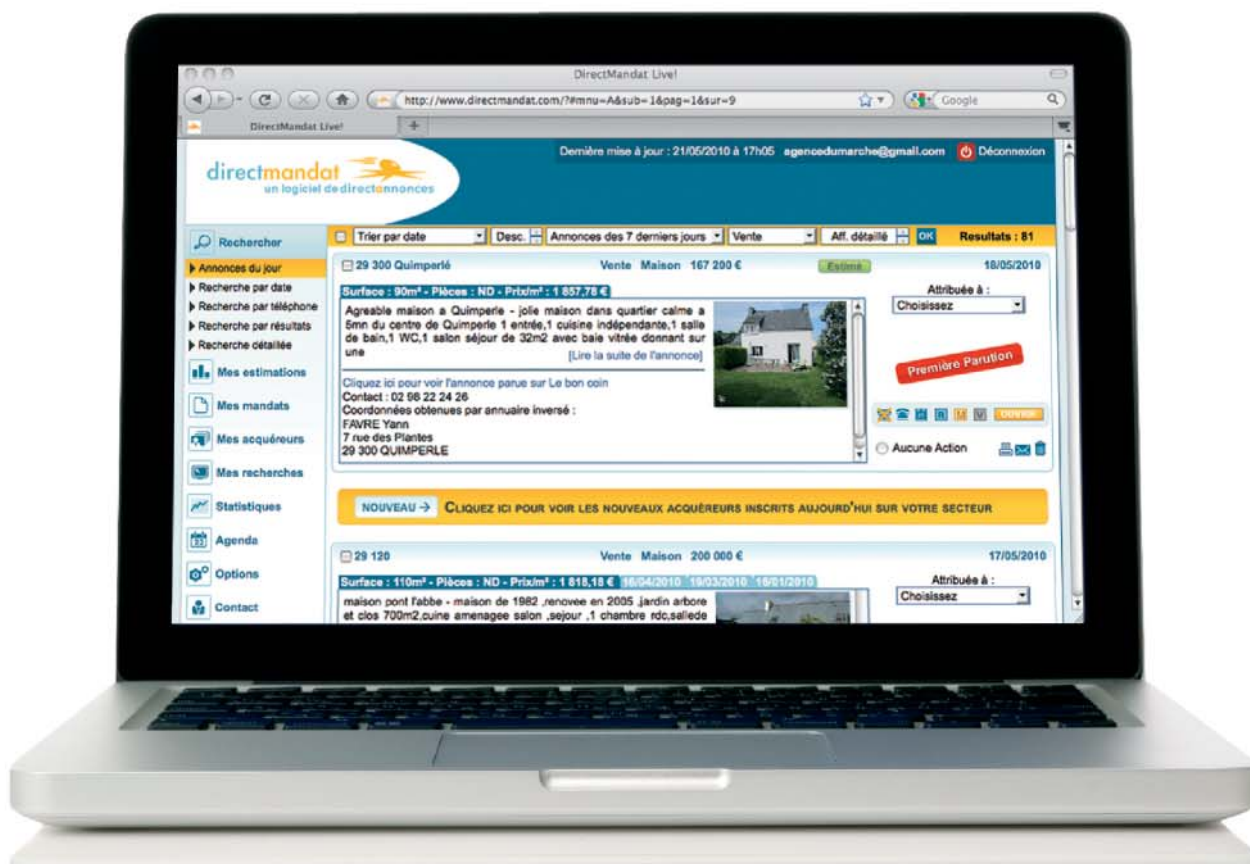 DirectMandat Live!
http://www.directmandat.com/?#mnu=A&sub=1&pag=1&sur=9
Google
DirectMandat Live!
Dernière mise à jour : 21/05/2010 à 17h05 agencedumarche@gmail.com Déconnexion
directmandat
un logiciel de directannonces
Rechercher
Trier par date Desc. Annonces des 7 derniers jours Vente Aff. détaillé OK Resultats : 81
Annonces du jour
Recherche par date
Recherche par téléphone
Recherche par résultats
Recherche détaillée
Mes estimations
Mes mandats
Mes acquéreurs
Mes recherches
Statistiques
Agenda
Options
Contact
29 300 Quimperlé Vente Maison 167 200 € Estimé 18/05/2010
Surface : 90m² - Pièces : ND - Prix/m² : 1 857,78 €
Agreable maison a Quimperle - jolie maison dans quartier calme a
5mn du centre de Quimperle 1 entrée,1 cuisine indépendante,1 salle
de bain,1 WC,1 salon séjour de 32m2 avec baie vitrée donnant sur
une [Lire la suite de l'annonce]
Cliquez ici pour voir l'annonce parue sur Le bon coin
Contact : 02 98 22 24 26
Coordonnées obtenues par annuaire inversé :
FAVRE Yann
7 rue des Plantes
29 300 QUIMPERLE
Attribuée à :
Choisissez
Première Parution
R M V OUVRIR
Aucune Action
NOUVEAU → CLIQUEZ ICI POUR VOIR LES NOUVEAUX ACQUÉREURS INSCRITS AUJOURD'HUI SUR VOTRE SECTEUR
29 120 Vente Maison 200 000 € 17/05/2010
Surface : 110m² - Pièces : ND - Prix/m² : 1 818,18 € 16/04/2010 19/03/2010 16/01/2010
Attribuée à :
Choisissez
maison pont l'abbe - maison de 1982 ,renovee en 2005 ,jardin arbore
et clos 700m2,cuine amenagee salon ,sejour ,1 chambre rdc,sallede